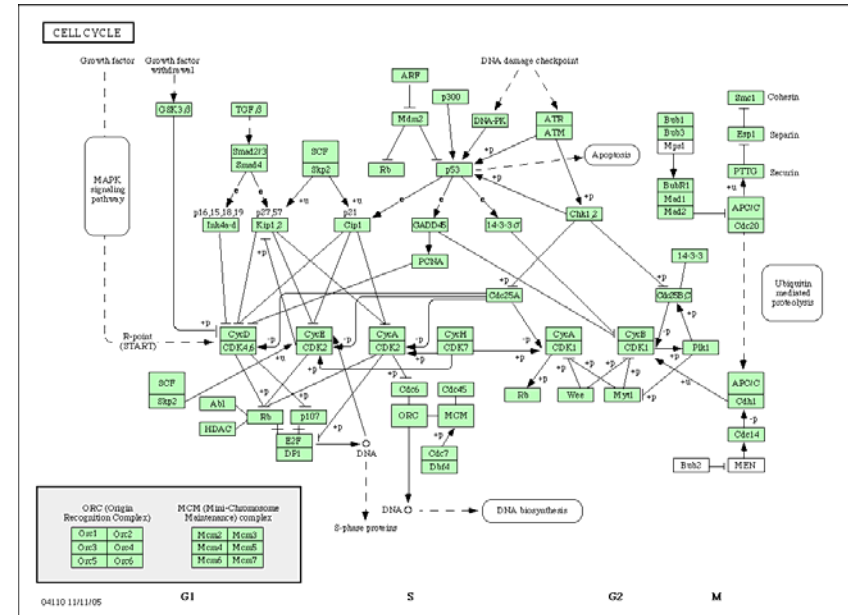 CELL CYCLE
Growth factor
Growth factor
withdrawal
DNA damage checkpoint
ARF
p300
GSK3β
TGFβ
Mdm2
DNA-PK
ATR
ATM
Smc1
Cohesin
Bub1
Bub3
Mps1
Esp1
Separin
MAPK
signaling
pathway
Smad2/3
Smad4
SCF
Skp2
Rb
p53
Apoptosis
PTTG
Securin
BubR1
Mad1
Mad2
APC/C
Cdc20
p16,15,18,19
Ink4a-d
p27,57
Kip1,2
p21
Cip1
GADD45
14-3-3σ
Chk1,2
PCNA
14-3-3
Cdc25A
Cdc25B/C
Ubiquitin
mediated
proteolysis
R-point
(START)
CycD
CDK4,6
CycE
CDK2
CycA
CDK2
CycH
CDK7
CycA
CDK1
CycB
CDK1
Plk1
SCF
Skp2
Abl
HDAC
Rb
p107
E2F
DP1
Cdc6
Cdc45
ORC
MCM
Cdc7
Dbf4
Rb
Wee
Myt1
APC/C
Cdh1
Cdc14
Bub2
MEN
DNA
S-phase proteins
DNA
DNA biosynthesis
ORC (Origin
Recognition Complex)
MCM (Mini-Chromosome
Maintenance) complex
Orc1 Orc2
Orc3 Orc4
Orc5 Orc6
Mcm2 Mcm3
Mcm4 Mcm5
Mcm6 Mcm7
G1
S
G2
M
04110 11/11/05
+p
+p
+p
+p
+u
+u
+u
+u
-p
-p
-p
-p
e
e
e
e
e